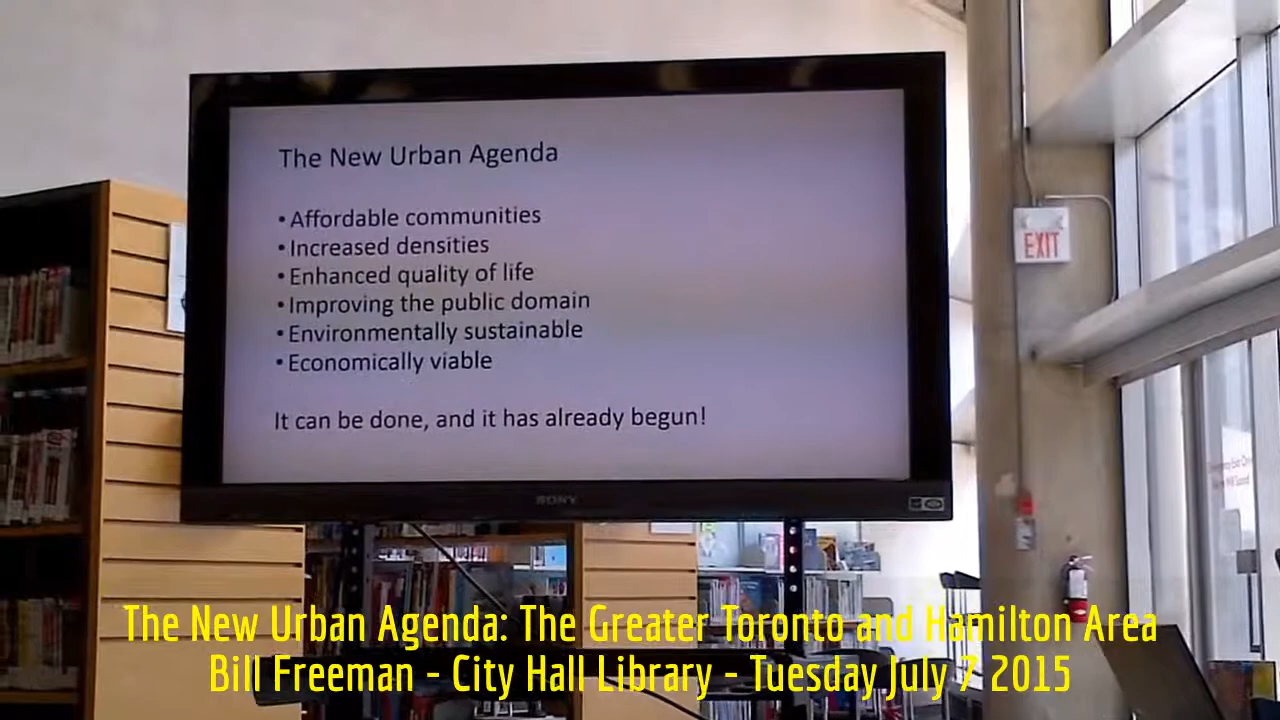 The New Urban Agenda
• Affordable communities
• Increased densities
• Enhanced quality of life
• Improving the public domain
• Environmentally sustainable
• Economically viable
It can be done, and it has already begun!
EXIT
SONY
The New Urban Agenda: The Greater Toronto and Hamilton Area
Bill Freeman - City Hall Library - Tuesday July 7 2015